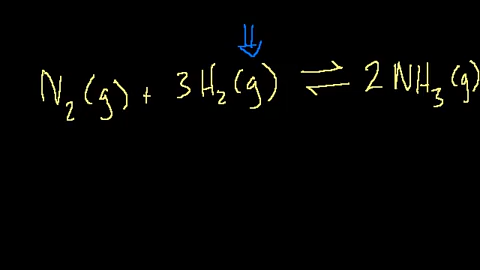 N₂(g) + 3H₂(g) ⇌ 2NH₃(g)